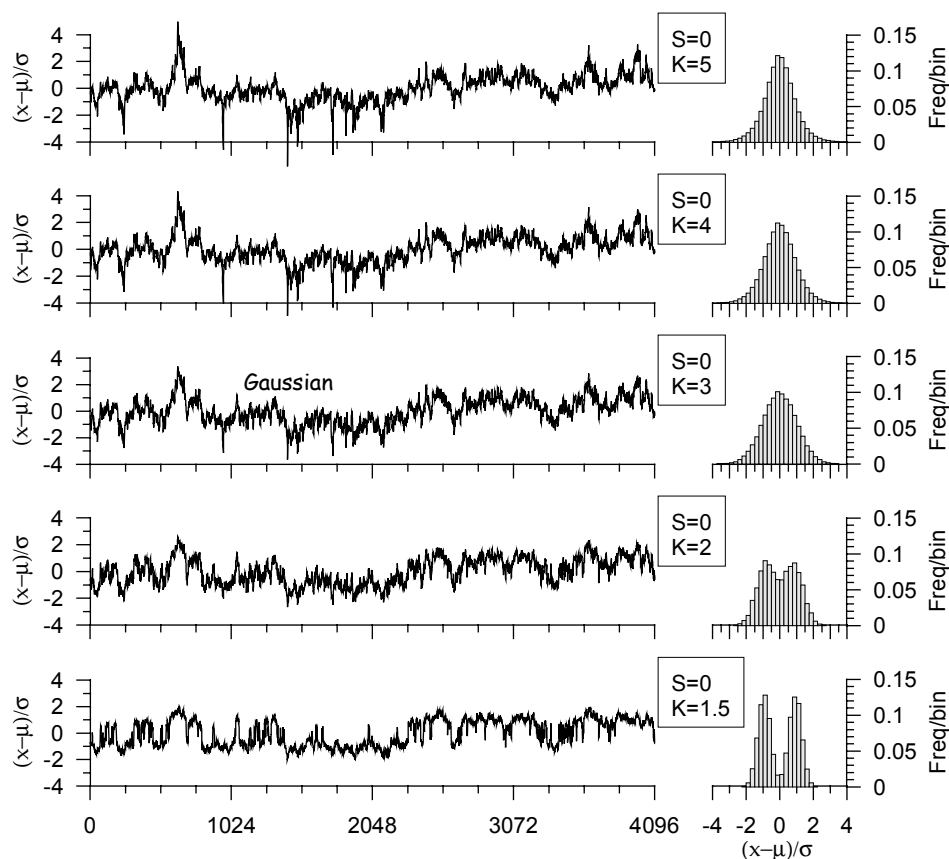 (x−μ)/σ
4
2
0
-2
-4
S=0
K=5
0.15
0.1
0.05
0
Freq/bin
(x−μ)/σ
4
2
0
-2
-4
S=0
K=4
0.15
0.1
0.05
0
Freq/bin
(x−μ)/σ
4
2
0
-2
-4
Gaussian
S=0
K=3
0.15
0.1
0.05
0
Freq/bin
(x−μ)/σ
4
2
0
-2
-4
S=0
K=2
0.15
0.1
0.05
0
Freq/bin
(x−μ)/σ
4
2
0
-2
-4
S=0
K=1.5
0.15
0.1
0.05
0
Freq/bin
0 1024 2048 3072 4096
-4 -2 0 2 4
(x−μ)/σ